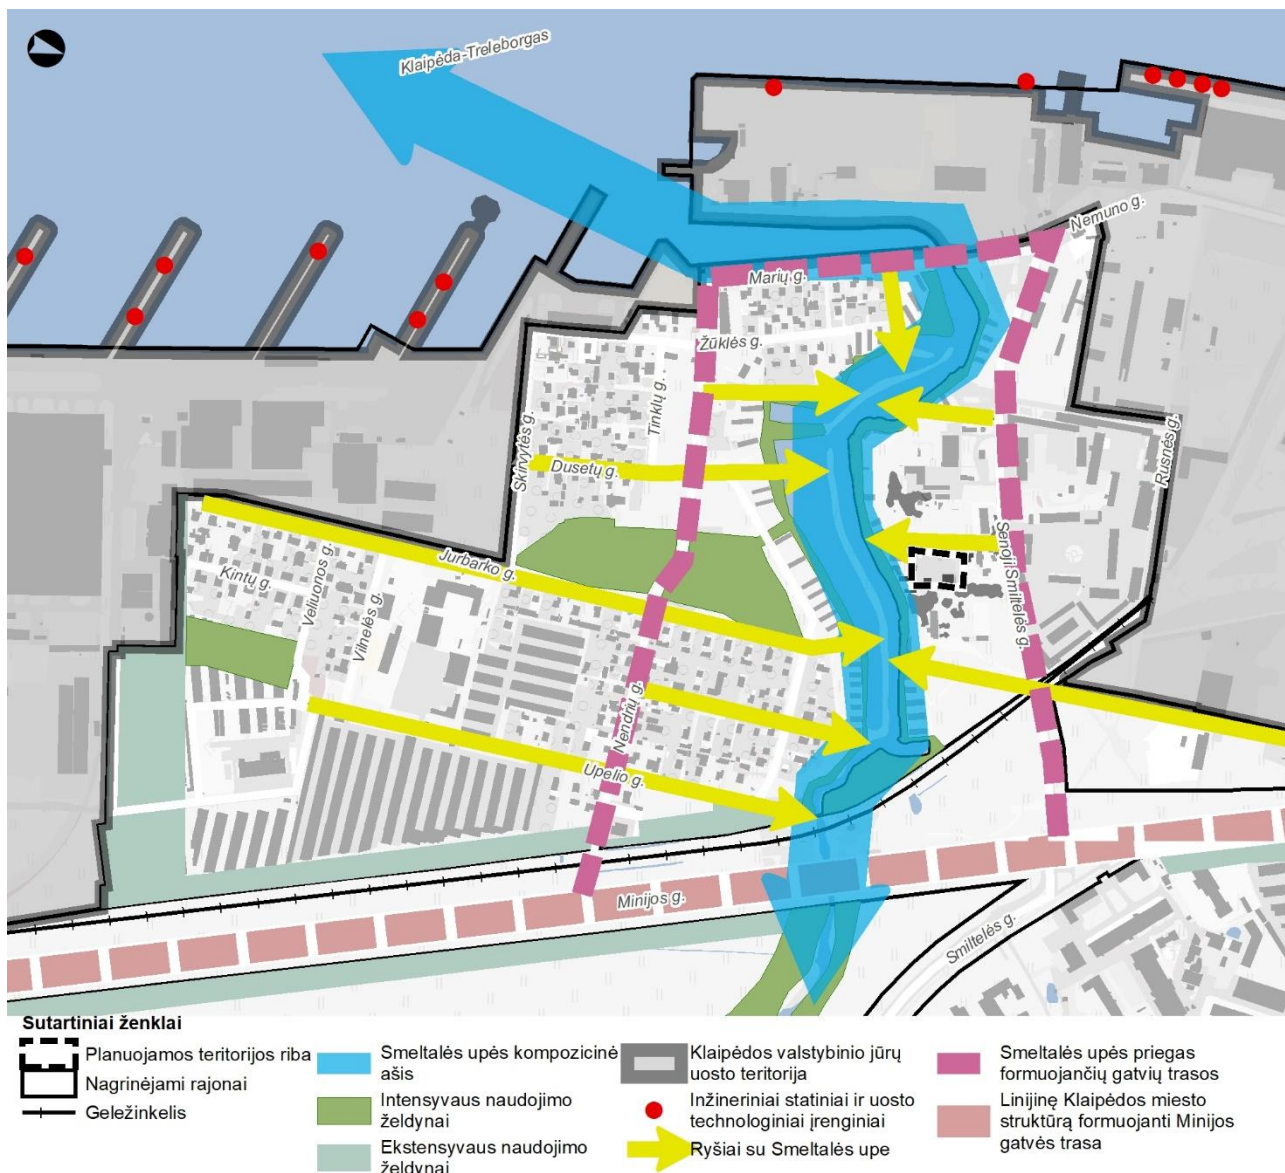 Klaipėda-Treleborgas
Nemuno g.
Marių g.
Žūklės g.
Tinklų g.
Skirvytės g.
Dusetų g.
Rusnės g.
Senoji Smiltelės g.
Jurbarko g.
Kintų g.
Veliuonos g.
Vilnelės g.
Nendrių g.
Upelio g.
Minijos g.
Smiltelės g.
Sutartiniai ženklai
Planuojamos teritorijos riba
Nagrinėjami rajonai
Geležinkelis
Smeltalės upės kompozicinė
ašis
Intensyvaus naudojimo
želdynai
Ekstensyvaus naudojimo
želdynai
Klaipėdos valstybinio jūrų
uosto teritorija
Inžineriniai statiniai ir uosto
technologiniai įrenginiai
Ryšiai su Smeltalės upe
Smeltalės upės priegas
formuojančių gatvių trasos
Linijinę Klaipėdos miesto
struktūrą formuojanti Minijos
gatvės trasa